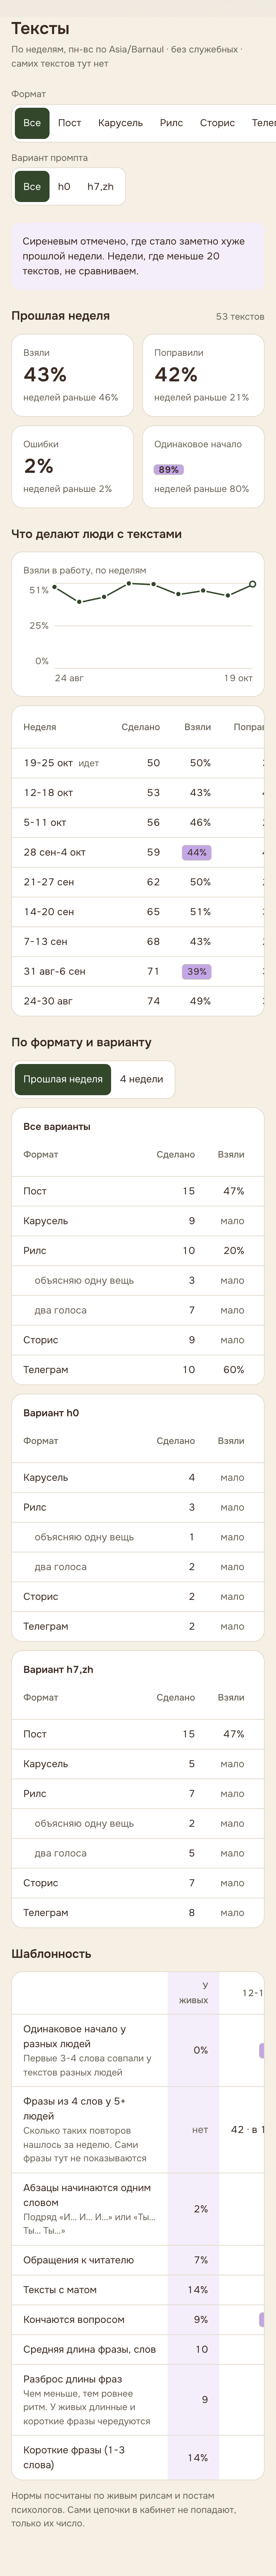 Тексты
По неделям, пн-вс по Asia/Barnaul · без служебных ·
самих текстов тут нет
Формат
Все Пост Карусель Рилс Сторис
Вариант промпта
Все h0 h7,zh
Сиреневым отмечено, где стало заметно хуже
прошлой недели. Недели, где меньше 20
текстов, не сравниваем.
Прошлая неделя 53 текстов
Взяли Поправили
43% 42%
неделей раньше 46% неделей раньше 21%
Ошибки Одинаковое начало
2% 89%
неделей раньше 2% неделей раньше 80%
Что делают люди с текстами
Взяли в работу, по неделям
51%
25%
0%
24 авг 19 окт
Неделя Сделано Взяли
19-25 окт идет 50 50%
12-18 окт 53 43%
5-11 окт 56 46%
28 сен-4 окт 59 44%
21-27 сен 62 50%
14-20 сен 65 51%
7-13 сен 68 43%
31 авг-6 сен 71 39%
24-30 авг 74 49%
По формату и варианту
Прошлая неделя 4 недели
Все варианты
Формат Сделано Взяли
Пост 15 47%
Карусель 9 мало
Рилс 10 20%
объясняю одну вещь 3 мало
два голоса 7 мало
Сторис 9 мало
Телеграм 10 60%
Вариант h0
Формат Сделано Взяли
Карусель 4 мало
Рилс 3 мало
объясняю одну вещь 1 мало
два голоса 2 мало
Сторис 2 мало
Телеграм 2 мало
Вариант h7,zh
Формат Сделано Взяли
Пост 15 47%
Карусель 5 мало
Рилс 7 мало
объясняю одну вещь 2 мало
два голоса 5 мало
Сторис 7 мало
Телеграм 8 мало
Шаблонность
У
живых
Одинаковое начало у
разных людей 0%
Первые 3-4 слова совпали у
текстов разных людей
Фразы из 4 слов у 5+
людей
Сколько таких повторов нет 42 · в
нашлось за неделю. Сами
фразы тут не показываются
Абзацы начинаются одним
словом 2%
Подряд «И… И… И…» или «Ты…
Ты… Ты…»
Обращения к читателю 7%
Тексты с матом 14%
Кончаются вопросом 9%
Средняя длина фразы, слов 10
Разброс длины фраз
Чем меньше, тем ровнее 9
ритм. У живых длинные и
короткие фразы чередуются
Короткие фразы (1-3 14%
слова)
Нормы посчитаны по живым рилсам и постам
психологов. Сами цепочки в кабинет не попадают,
только их число.